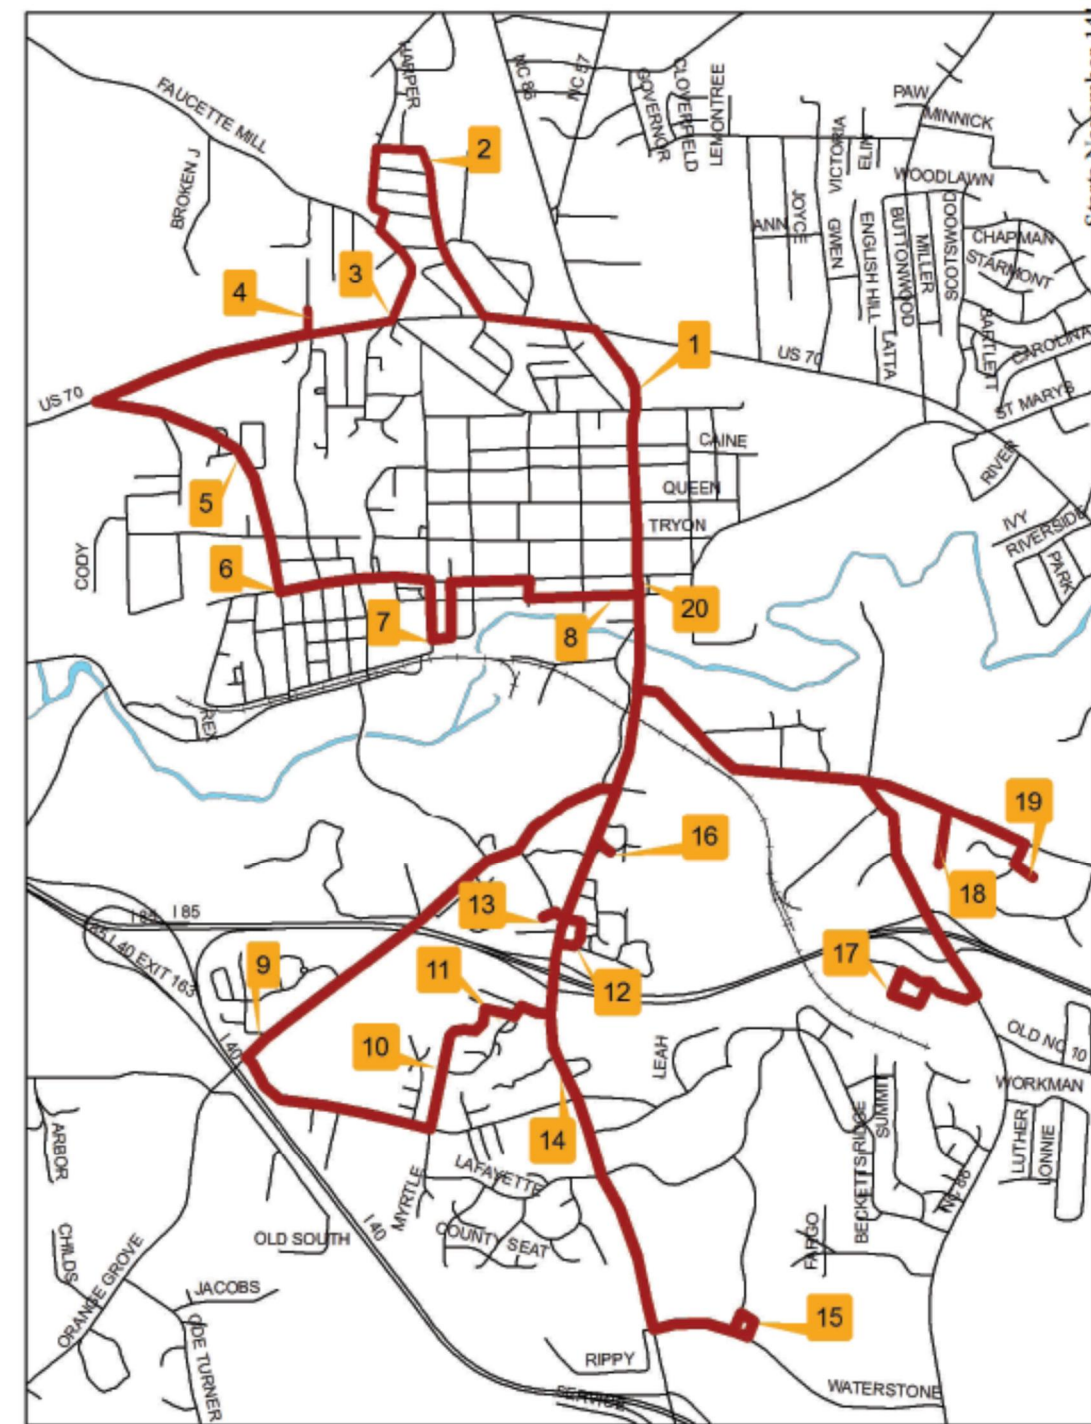 HARPER
NC 86
NC 57
GOVERNOR
CLOVERFIELD
LEMONTREE
FAUCETTE MILL
PAW
MINNICK
VICTORIA
2
BROKEN J
WOODLAWN
ANN
JOYCE
GWEN
ENGLISH HILL
BUTTONWOOD
MILLER
SCOTSWOOD
CHAPMAN
STARMONT
3
4
1
US 70
LATTA
BARTLETT
CAROLINA
US 70
ST MARYS
CAINE
RIVER
QUEEN
5
TRYON
IVY
RIVERSIDE
PARK
CODY
6
7
8
20
REX
16
19
18
13
I 85
I 85
I 40 EXIT 163
9
11
12
17
10
I 40
LEAH
OLD NC 10
WORKMAN
14
BECKETTS RIDGE
SUMMIT
LUTHER
LONNIE
ARBOR
LAFAYETTE
MYRTLE
NC 86
OLD SOUTH
I 40
COUNTY SEAT
FARGO
CHILDS
ORANGE GROVE
JACOBS
15
ODE TURNER
RIPPY
WATERSTONE
SERVICE